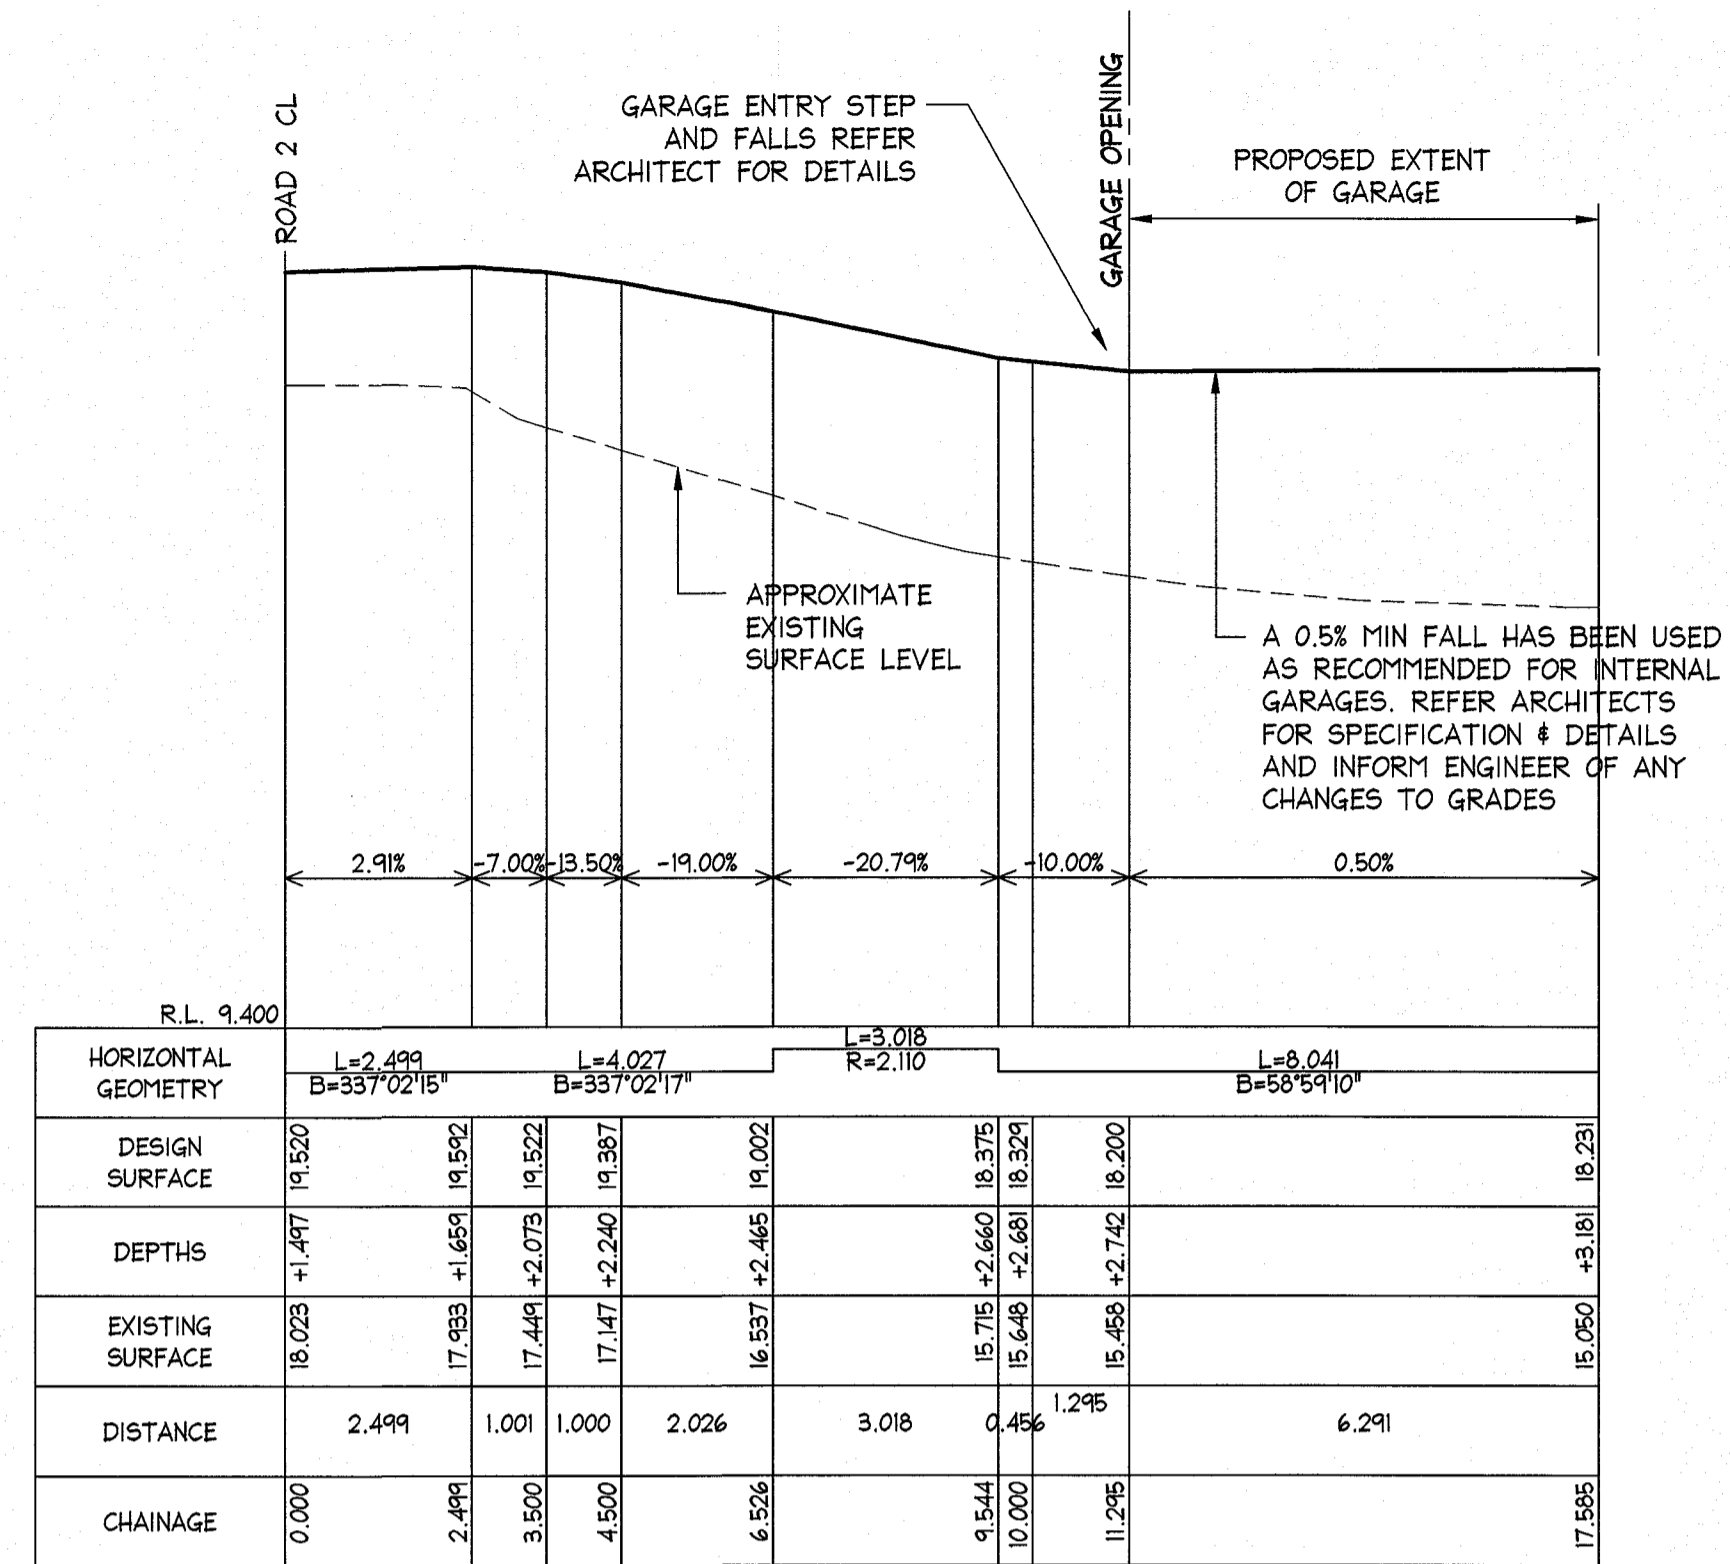 ROAD 2 CL
GARAGE ENTRY STEP
AND FALLS REFER
ARCHITECT FOR DETAILS
GARAGE OPENING
PROPOSED EXTENT
OF GARAGE
APPROXIMATE
EXISTING
SURFACE LEVEL
A 0.5% MIN FALL HAS BEEN USED
AS RECOMMENDED FOR INTERNAL
GARAGES. REFER ARCHITECTS
FOR SPECIFICATION & DETAILS
AND INFORM ENGINEER OF ANY
CHANGES TO GRADES
2.91% -7.00% -13.50% -19.00% -20.79% -10.00% 0.50%
R.L. 9.400
HORIZONTAL
GEOMETRY
L=2.499
B=337°02'15"
L=4.027
B=337°02'17"
L=3.018
R=2.110
L=8.041
B=58°59'10"
DESIGN
SURFACE
19.520 19.592 19.522 19.387 19.002 18.375 18.329 18.200 18.231
DEPTHS
+1.497 +1.659 +2.073 +2.240 +2.465 +2.660 +2.681 +2.742 +3.181
EXISTING
SURFACE
18.023 17.933 17.449 17.147 16.537 15.715 15.648 15.458 15.050
DISTANCE
2.499 1.001 1.000 2.026 3.018 0.456 1.295 6.291
CHAINAGE
0.000 2.499 3.500 4.500 6.526 9.544 10.000 11.295 17.585